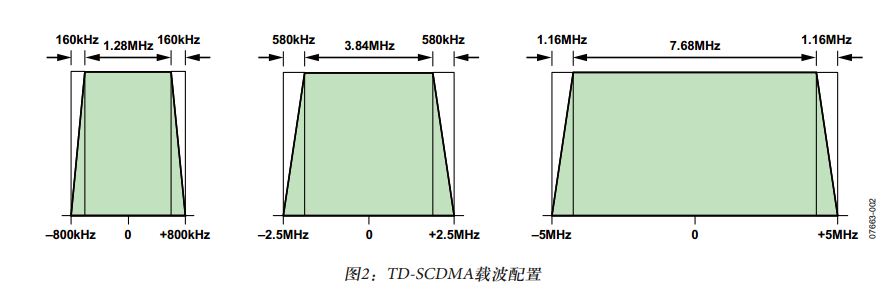 160kHz 1.28MHz 160kHz
580kHz 3.84MHz 580kHz
1.16MHz 7.68MHz 1.16MHz
–800kHz 0 +800kHz
–2.5MHz 0 +2.5MHz
–5MHz 0 +5MHz
07663-002
图2：TD-SCDMA载波配置